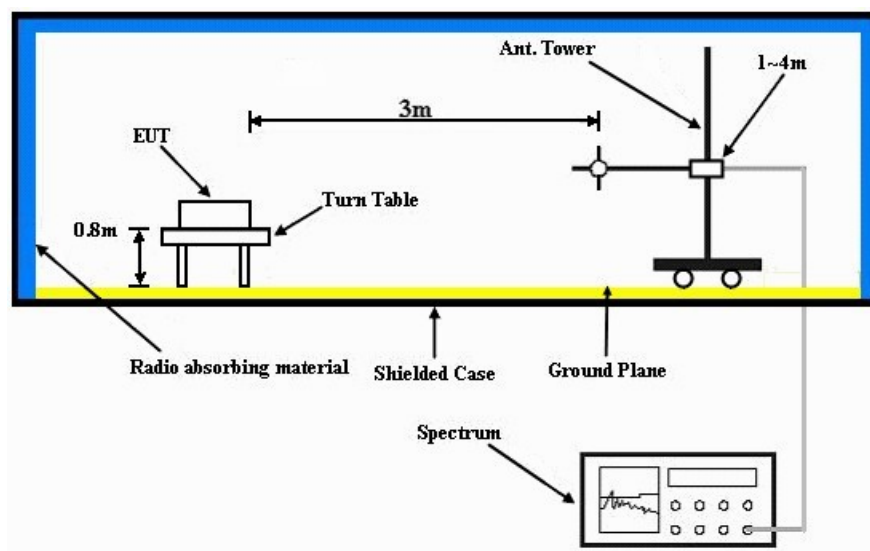 Ant. Tower
1~4m
3m
EUT
Turn Table
0.8m
Radio absorbing material
Shielded Case
Ground Plane
Spectrum